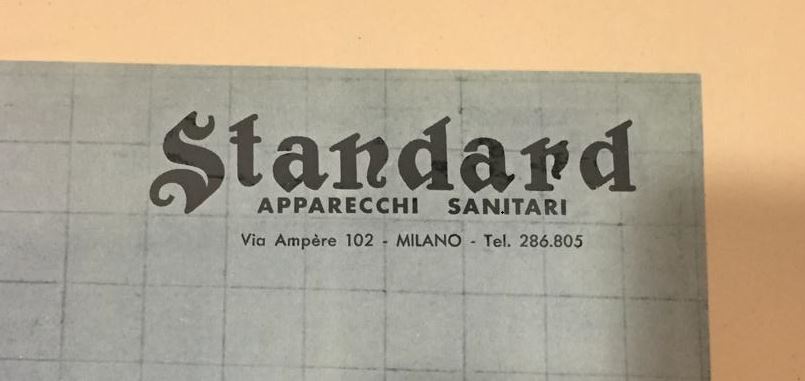 Standard
APPARECCHI SANITARI
Via Ampère 102 - MILANO - Tel. 286.805